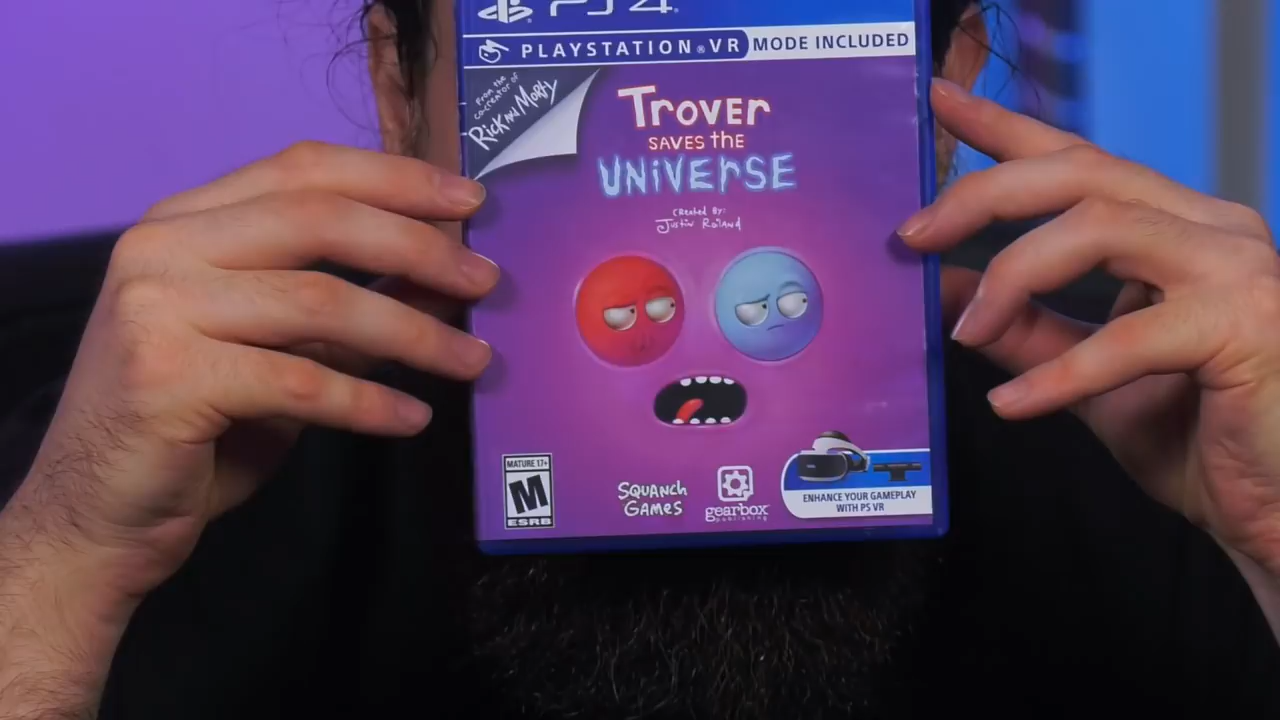 PS4
PLAYSTATION®VR MODE INCLUDED
From the
co-creator of
Rick and Morty
Trover
SAVES THE
UNIVERSE
Created By:
Justin Roiland
MATURE 17+
M
ESRB
SQUANCH
GAMES
gearbox
publishing
ENHANCE YOUR GAMEPLAY
WITH PS VR